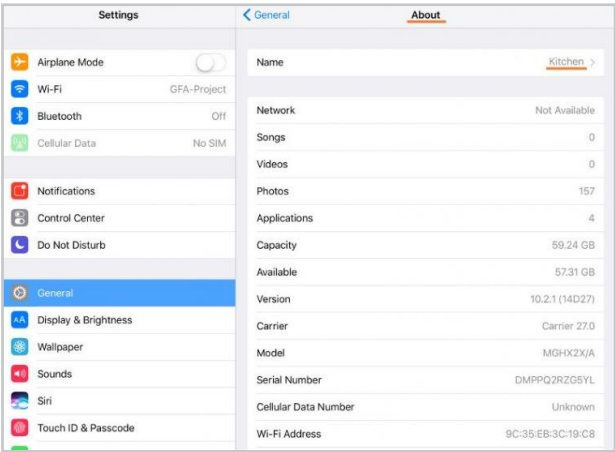 Settings
General
About
Airplane Mode
Wi-Fi
GFA-Project
Bluetooth
Off
Cellular Data
No SIM
Notifications
Control Center
Do Not Disturb
General
Display & Brightness
AA
Wallpaper
Sounds
Siri
Touch ID & Passcode
Name
Kitchen
Network
Not Available
Songs
0
Videos
0
Photos
157
Applications
4
Capacity
59.24 GB
Available
57.31 GB
Version
10.2.1 (14D27)
Carrier
Carrier 27.0
Model
MGHX2X/A
Serial Number
DMPPQ2RZG5YL
Cellular Data Number
Unknown
Wi-Fi Address
9C:35:EB:3C:19:C8